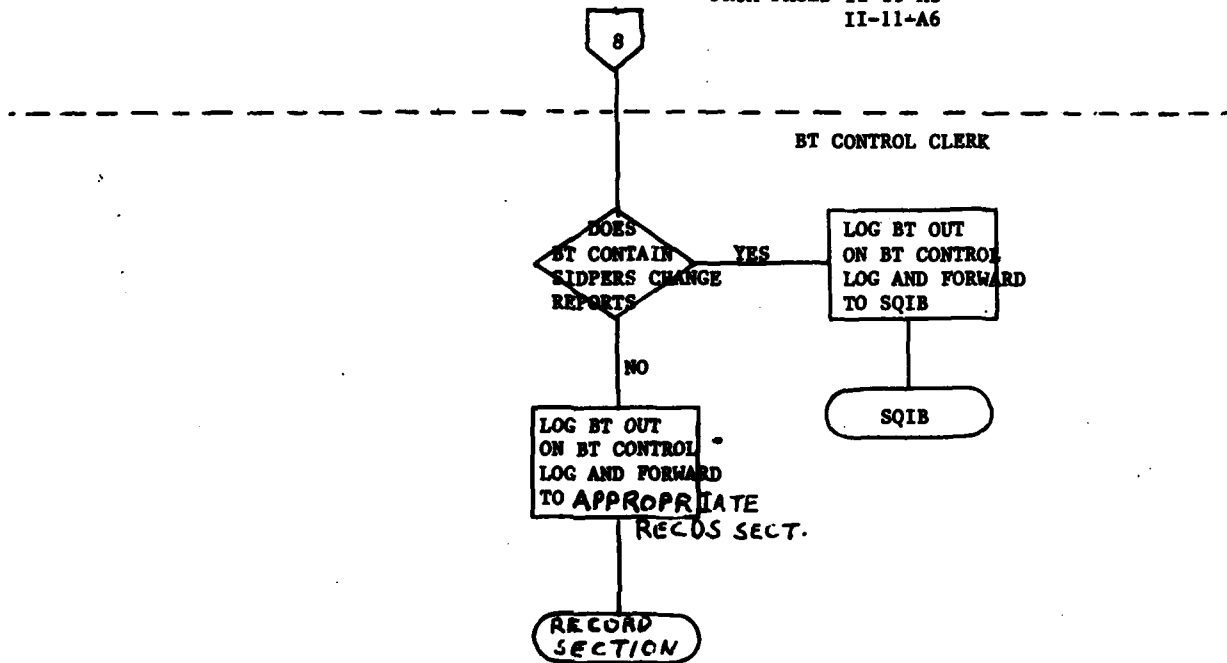 II-11-A6
8
BT CONTROL CLERK
DOES
BT CONTAIN
SIDPERS CHANGE
REPORTS
YES
LOG BT OUT
ON BT CONTROL
LOG AND FORWARD
TO SQIB
NO
SQIB
LOG BT OUT
ON BT CONTROL
LOG AND FORWARD
TO APPROPRIATE
RECDS SECT.
RECORD
SECTION